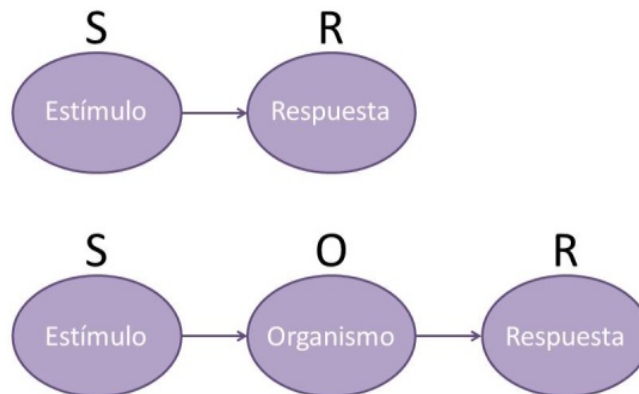 S R
Estímulo Respuesta
S O R
Estímulo Organismo Respuesta